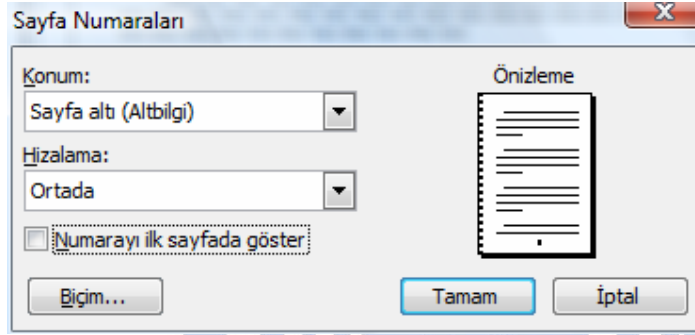 Sayfa Numaraları
Konum:
Önizleme
Sayfa altı (Altbilgi)
Hizalama:
Ortada
Numarayı ilk sayfada göster
Biçim...
Tamam
İptal